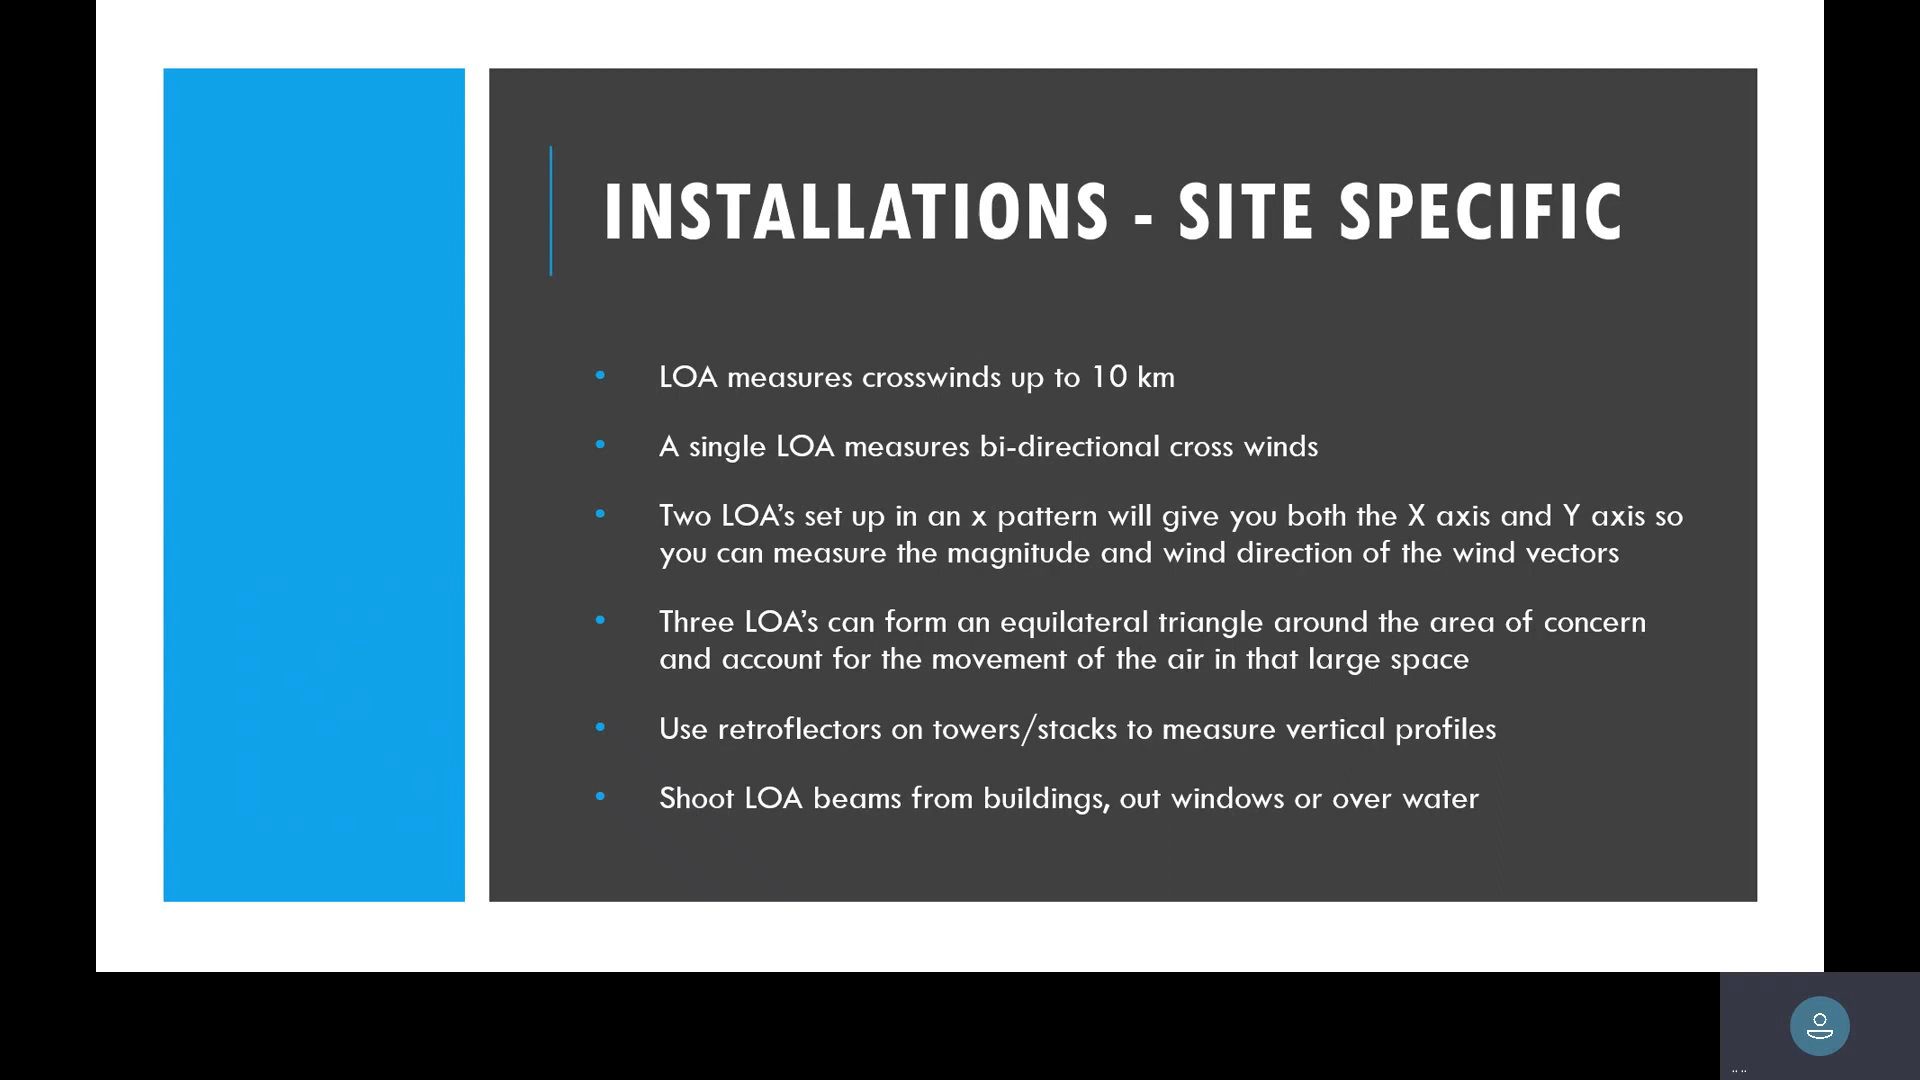 INSTALLATIONS - SITE SPECIFIC
• LOA measures crosswinds up to 10 km
• A single LOA measures bi-directional cross winds
• Two LOA’s set up in an x pattern will give you both the X axis and Y axis so
you can measure the magnitude and wind direction of the wind vectors
• Three LOA’s can form an equilateral triangle around the area of concern
and account for the movement of the air in that large space
• Use retroflectors on towers/stacks to measure vertical profiles
• Shoot LOA beams from buildings, out windows or over water